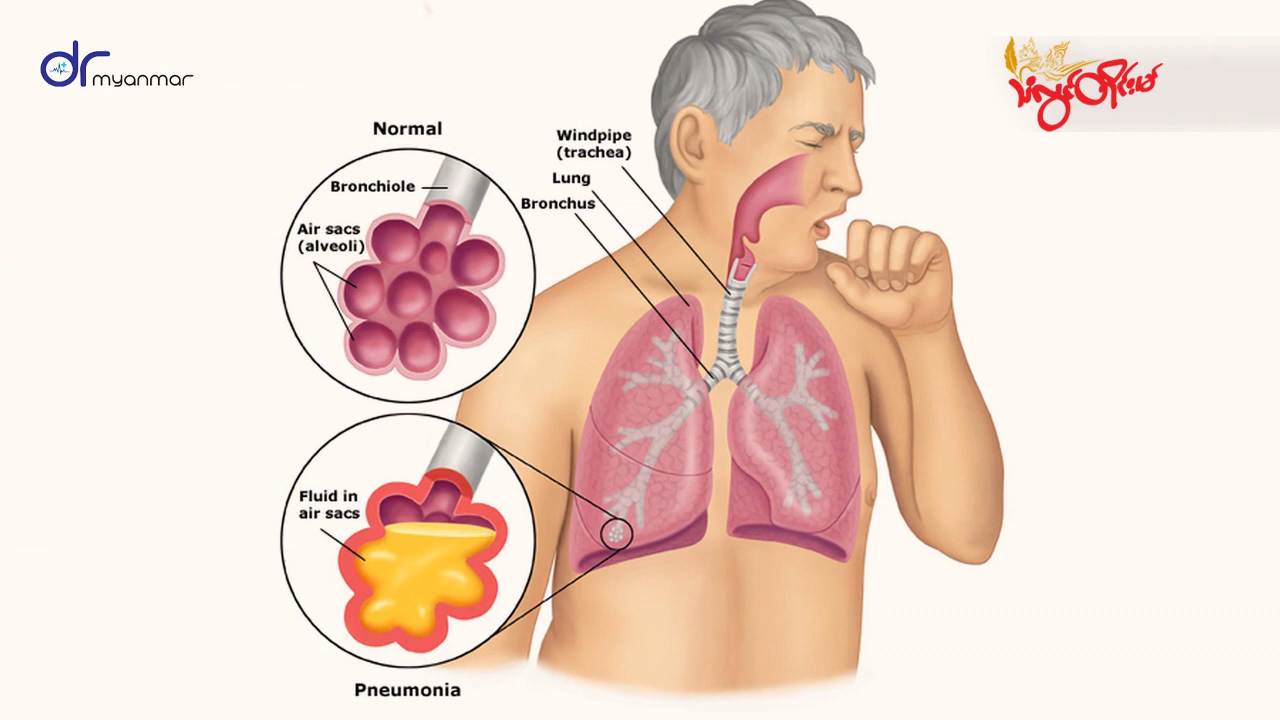 dr
myanmar
Normal
Bronchiole
Air sacs
(alveoli)
Windpipe
(trachea)
Lung
Bronchus
Fluid in
air sacs
Pneumonia